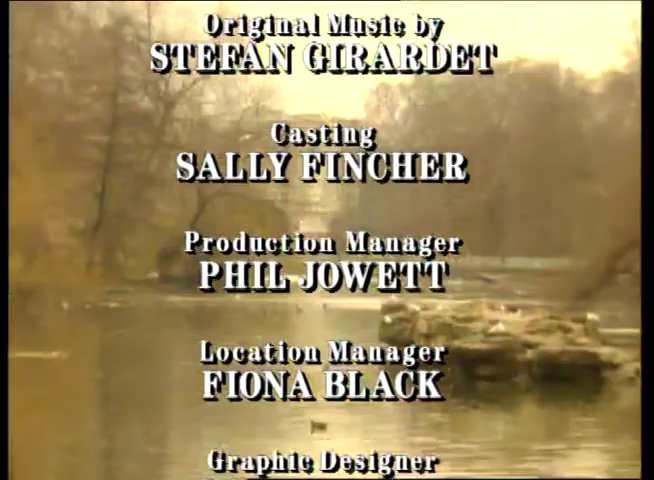 Original Music by
STEFAN GIRARDET
Casting
SALLY FINCHER
Production Manager
PHIL JOWETT
Location Manager
FIONA BLACK
Graphic Designer